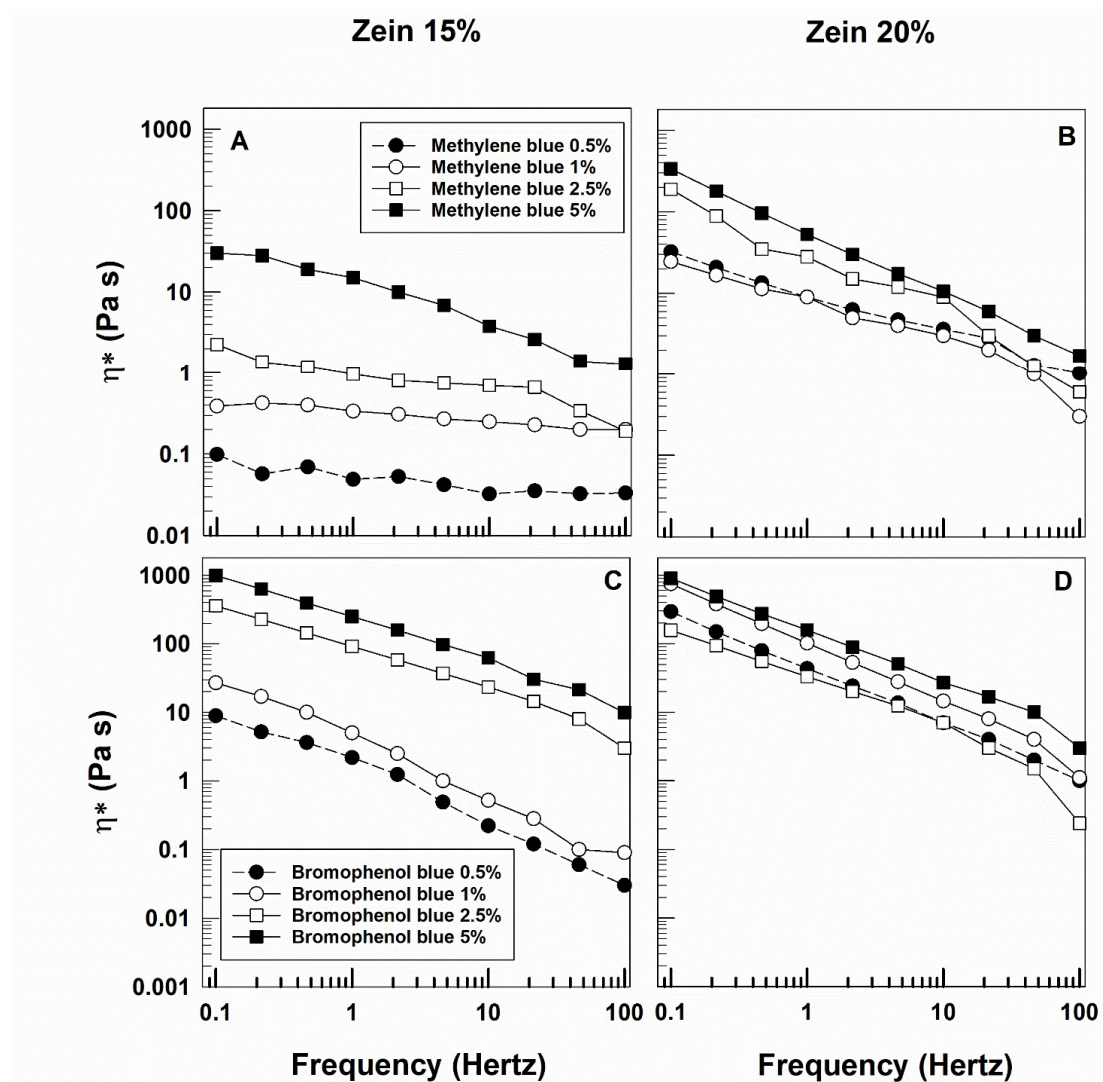 Zein 15%
Zein 20%
A
Methylene blue 0.5%
Methylene blue 1%
Methylene blue 2.5%
Methylene blue 5%
B
1000
100
10
1
0.1
0.01
η* (Pa s)
C
D
1000
100
10
1
0.1
0.01
0.001
η* (Pa s)
Bromophenol blue 0.5%
Bromophenol blue 1%
Bromophenol blue 2.5%
Bromophenol blue 5%
0.1 1 10 100
0.1 1 10 100
Frequency (Hertz)
Frequency (Hertz)